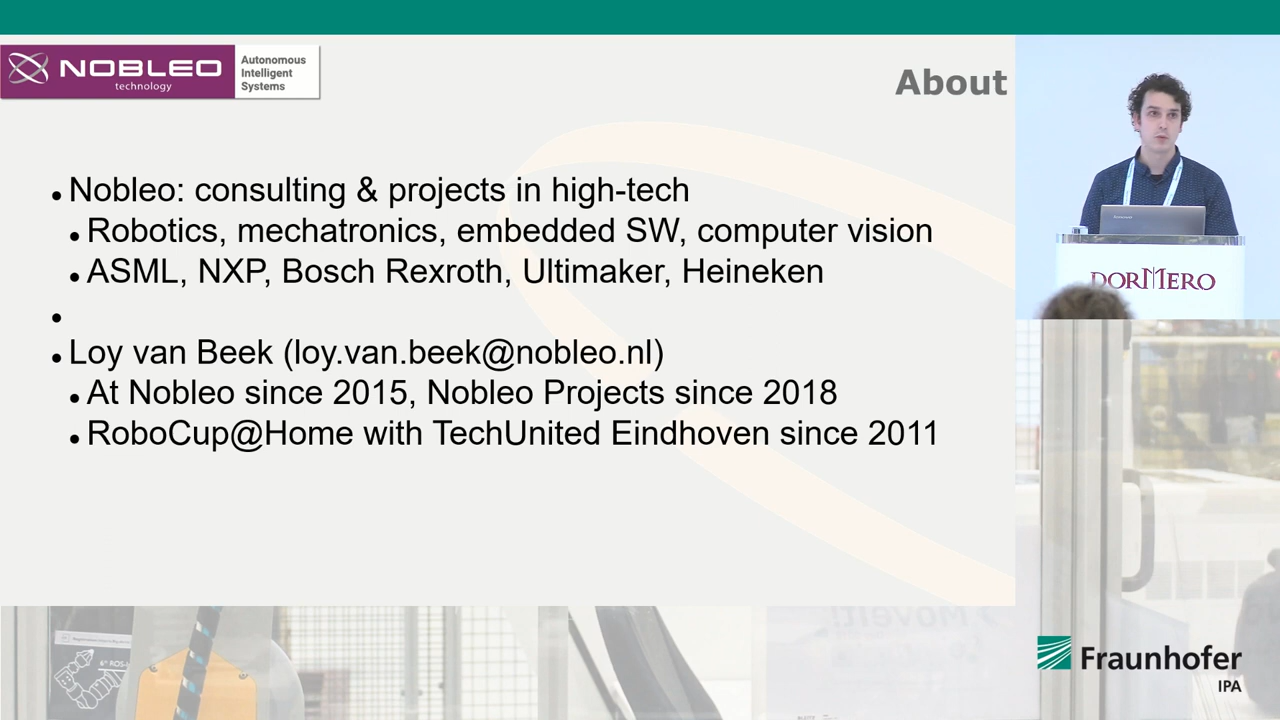 NOBLEO
technology
Autonomous
Intelligent
Systems
About
Nobleo: consulting & projects in high-tech
Robotics, mechatronics, embedded SW, computer vision
ASML, NXP, Bosch Rexroth, Ultimaker, Heineken
Loy van Beek (loy.van.beek@nobleo.nl)
At Nobleo since 2015, Nobleo Projects since 2018
RoboCup@Home with TechUnited Eindhoven since 2011
DORMERO
MoveIt!
Fraunhofer
IPA